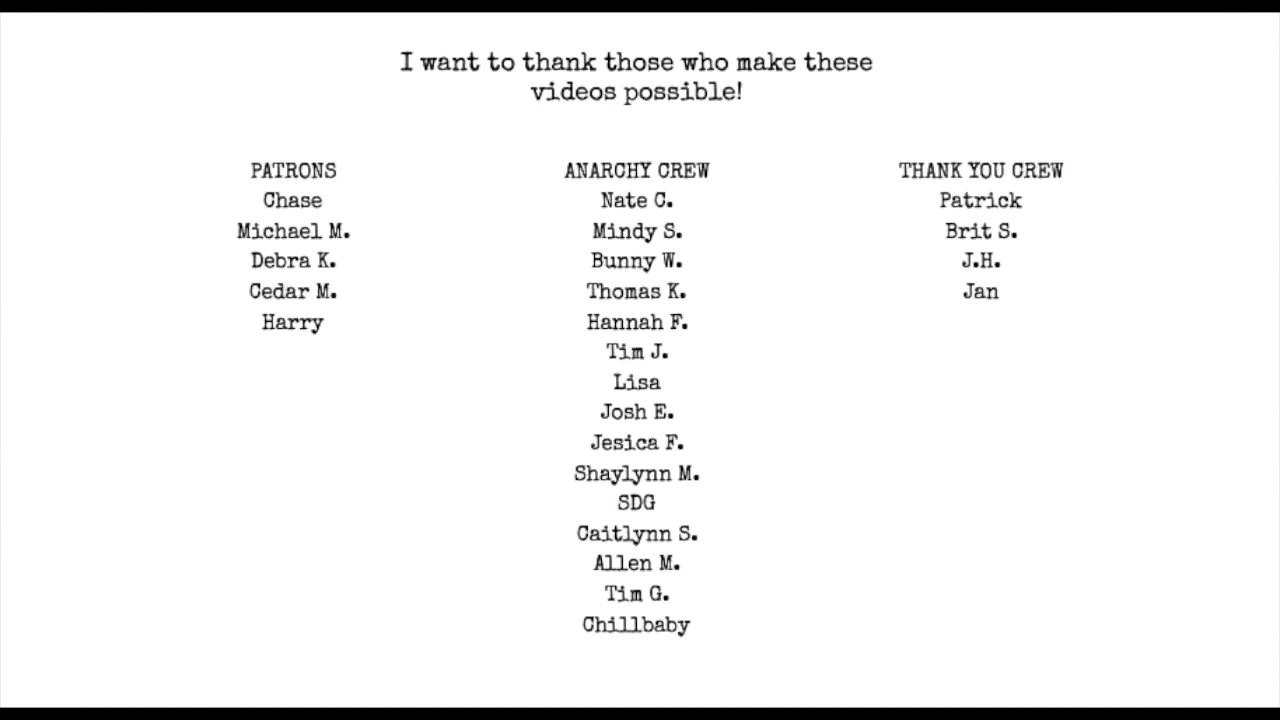 I want to thank those who make these
videos possible!
PATRONS
Chase
Michael M.
Debra K.
Cedar M.
Harry
ANARCHY CREW
Nate C.
Mindy S.
Bunny W.
Thomas K.
Hannah F.
Tim J.
Lisa
Josh E.
Jesica F.
Shaylynn M.
SDG
Caitlynn S.
Allen M.
Tim G.
Chillbaby
THANK YOU CREW
Patrick
Brit S.
J.H.
Jan